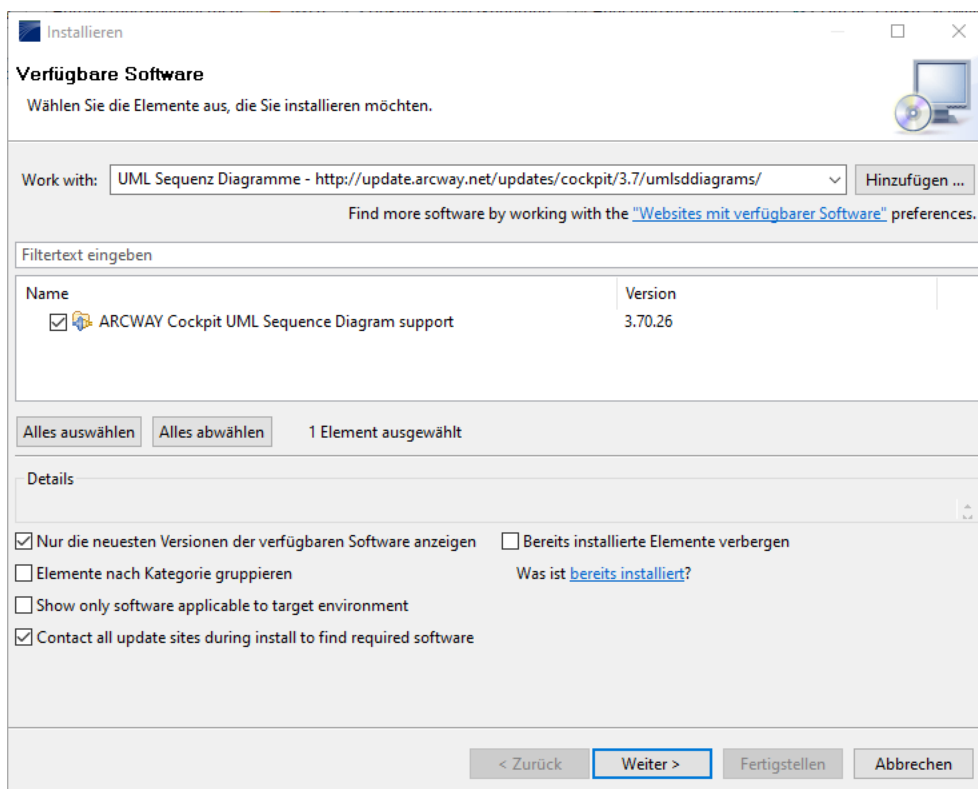 Installieren
Verfügbare Software
Wählen Sie die Elemente aus, die Sie installieren möchten.
Work with: UML Sequenz Diagramme - http://update.arcway.net/updates/cockpit/3.7/umlsddiagrams/ Hinzufügen ...
Find more software by working with the "Websites mit verfügbarer Software" preferences.
Filtertext eingeben
Name Version
ARCWAY Cockpit UML Sequence Diagram support 3.70.26
Alles auswählen Alles abwählen 1 Element ausgewählt
Details
Nur die neuesten Versionen der verfügbaren Software anzeigen Bereits installierte Elemente verbergen
Elemente nach Kategorie gruppieren Was ist bereits installiert?
Show only software applicable to target environment
Contact all update sites during install to find required software
< Zurück Weiter > Fertigstellen Abbrechen